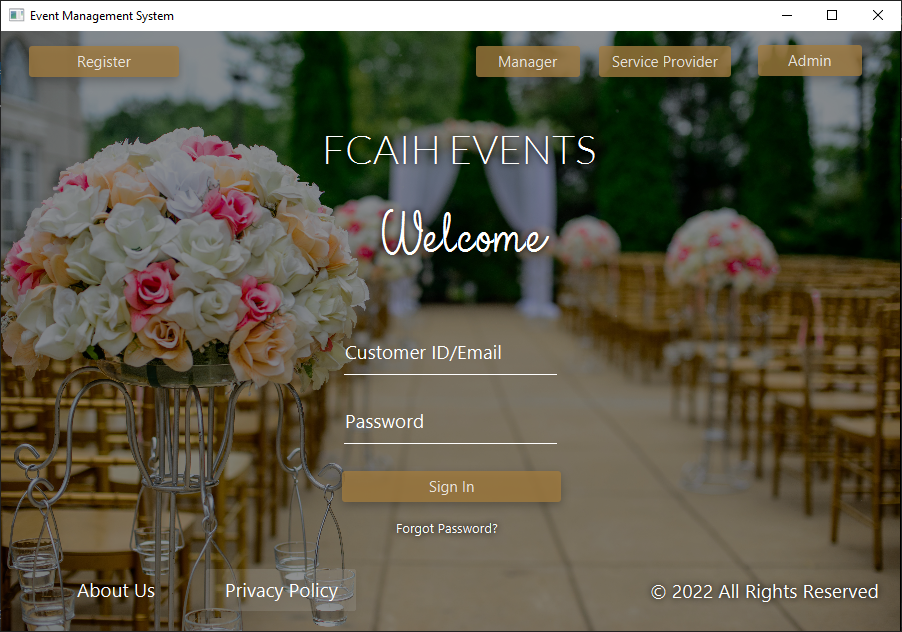 Event Management System
Register
Manager
Service Provider
Admin
FCAIH EVENTS
Welcome
Customer ID/Email
Password
Sign In
Forgot Password?
About Us
Privacy Policy
© 2022 All Rights Reserved